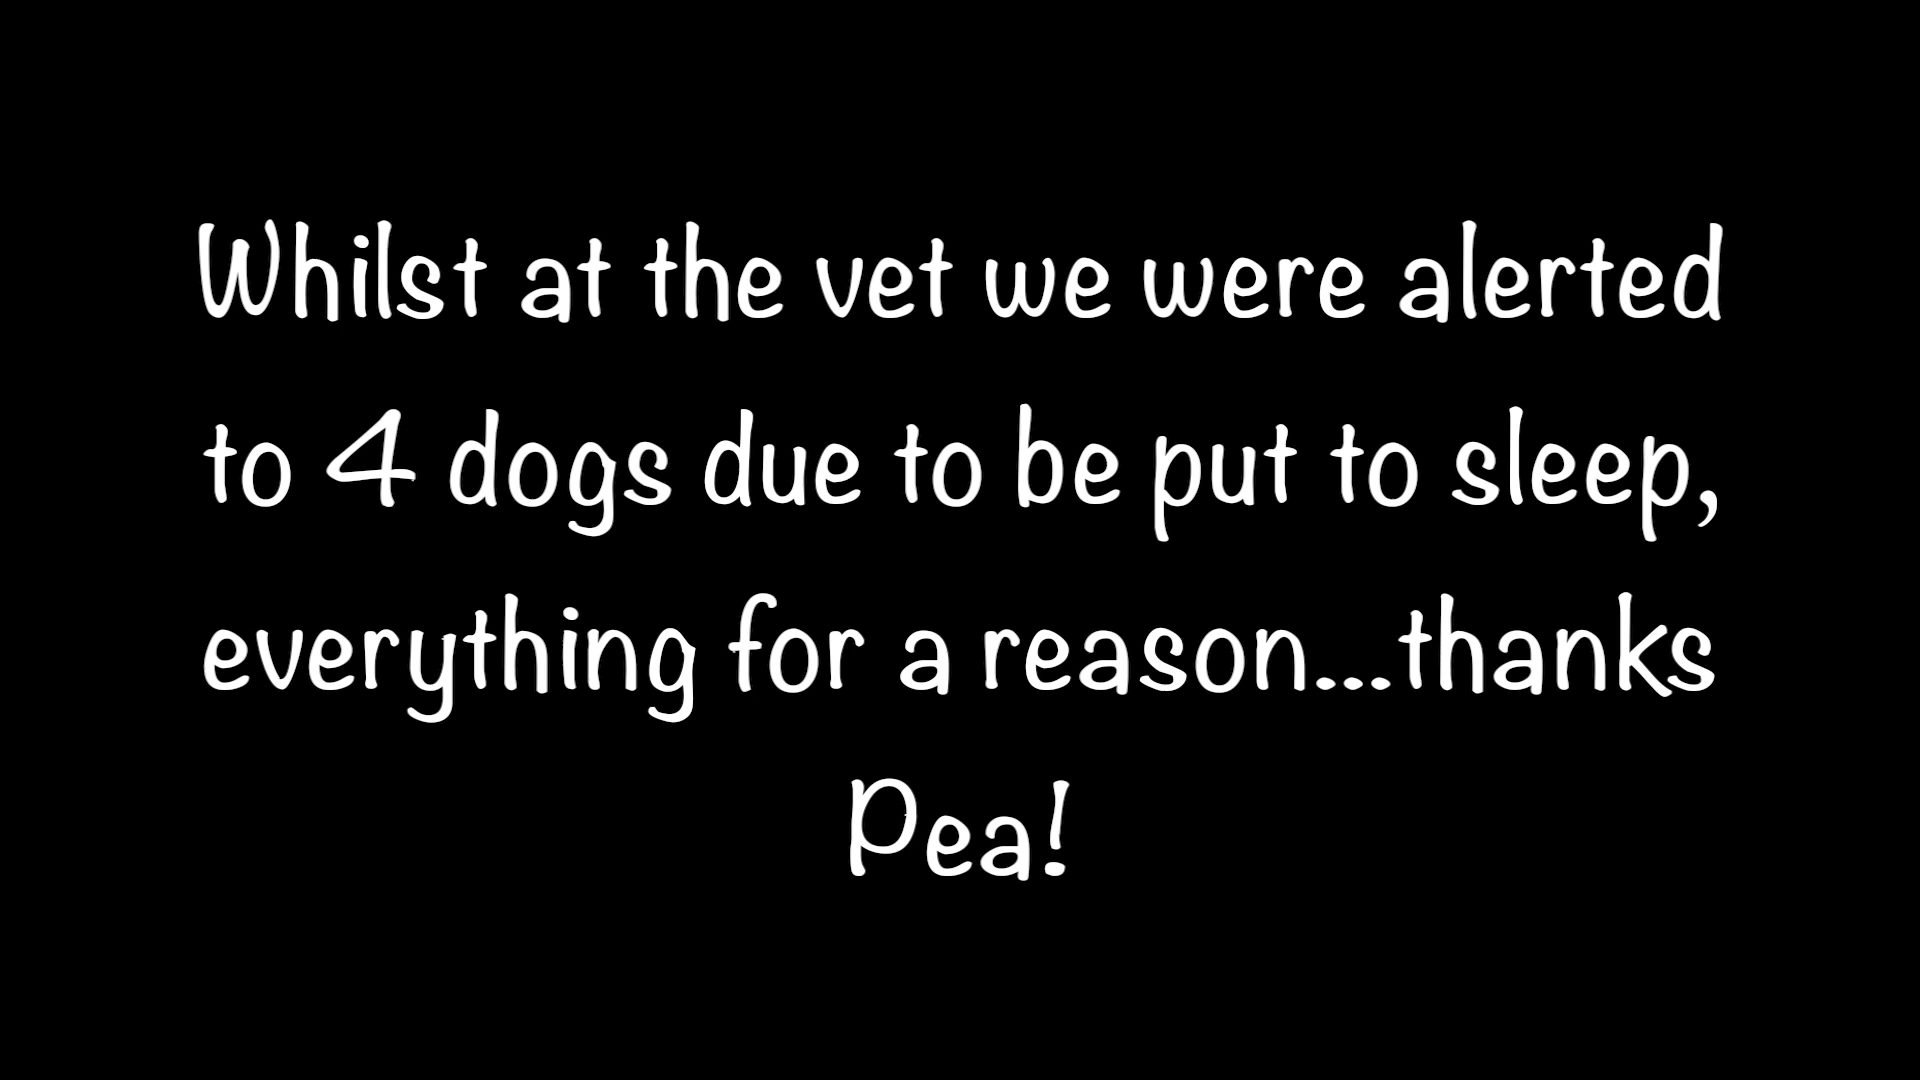 Whilst at the vet we were alerted
to 4 dogs due to be put to sleep,
everything for a reason...thanks
Pea!